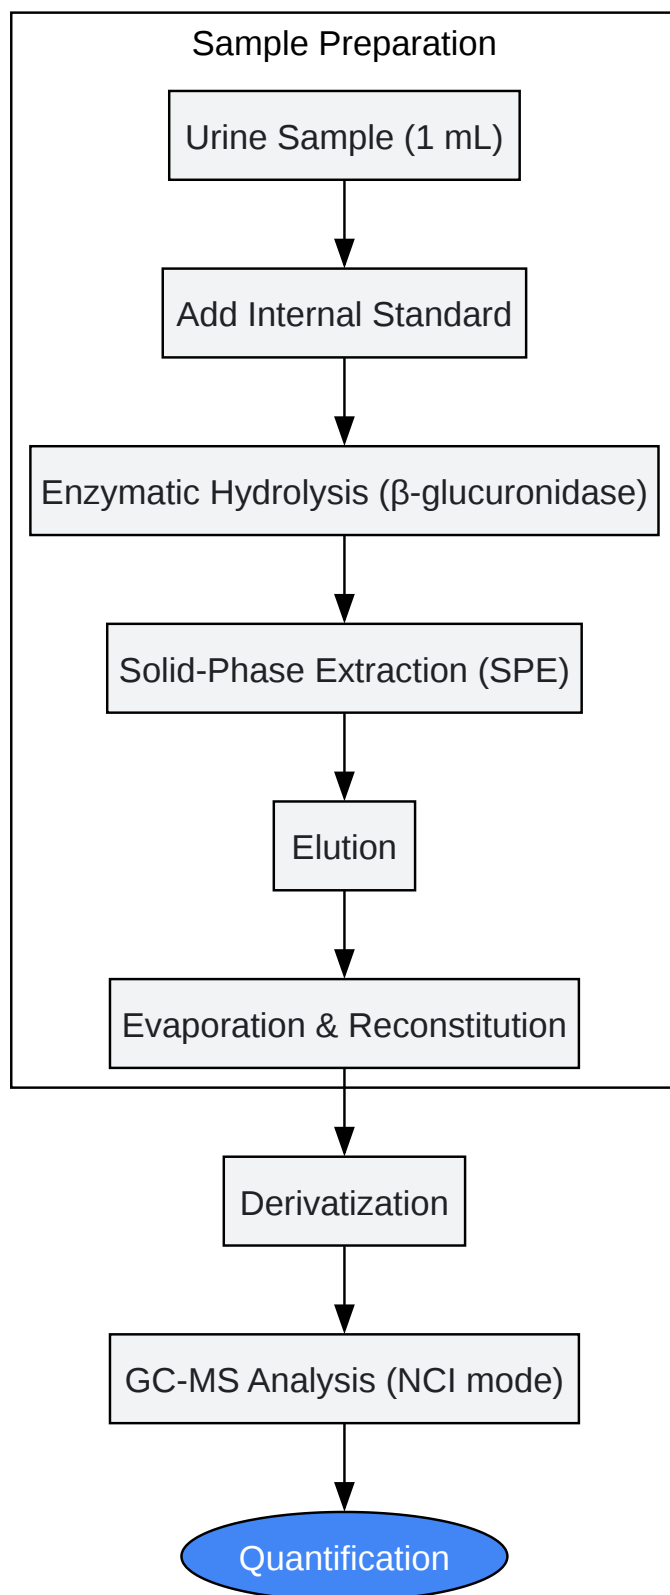 Sample Preparation
Urine Sample (1 mL)
Add Internal Standard
Enzymatic Hydrolysis (β-glucuronidase)
Solid-Phase Extraction (SPE)
Elution
Evaporation & Reconstitution
Derivatization
GC-MS Analysis (NCI mode)
Quantification